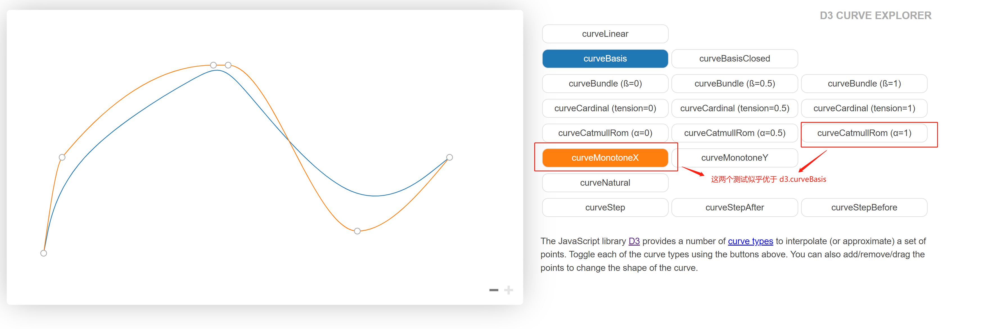 D3 CURVE EXPLORER
curveLinear
curveBasis
curveBasisClosed
curveBundle (ß=0)
curveBundle (ß=0.5)
curveBundle (ß=1)
curveCardinal (tension=0)
curveCardinal (tension=0.5)
curveCardinal (tension=1)
curveCatmullRom (α=0)
curveCatmullRom (α=0.5)
curveCatmullRom (α=1)
curveMonotoneX
curveMonotoneY
这两个测试似乎优于 d3.curveBasis
curveNatural
curveStep
curveStepAfter
curveStepBefore
The JavaScript library D3 provides a number of curve types to interpolate (or approximate) a set of
points. Toggle each of the curve types using the buttons above. You can also add/remove/drag the
points to change the shape of the curve.